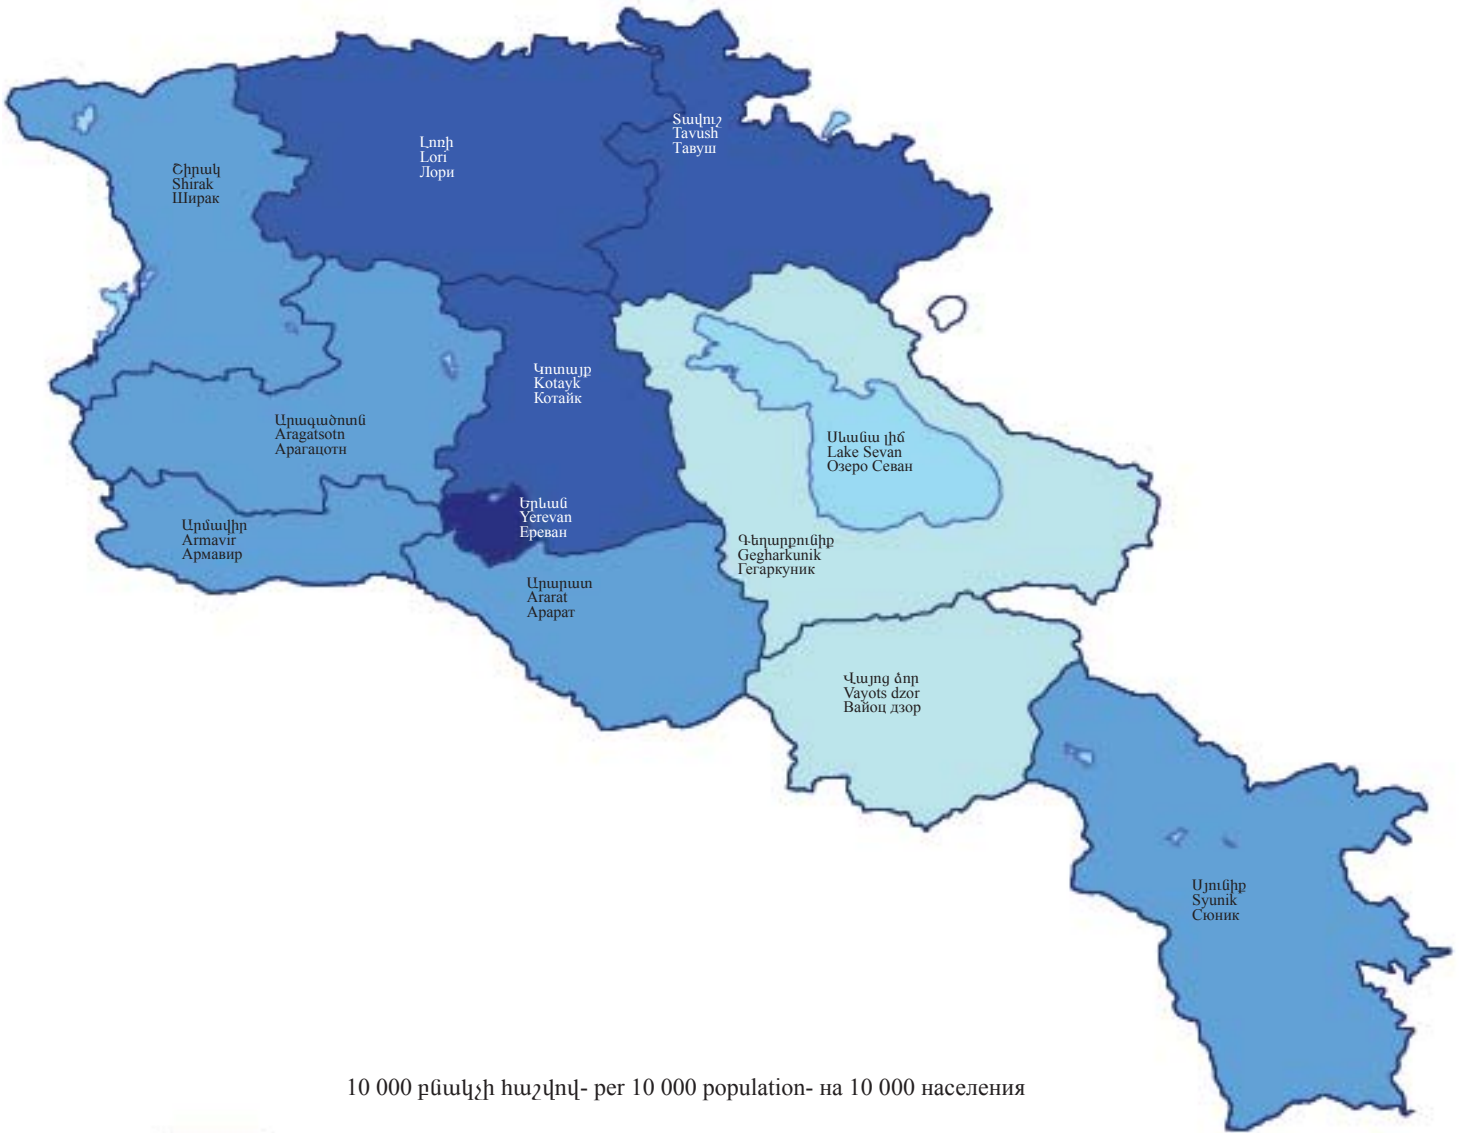 Տավուշ
Tavush
Тавуш
Լոռի
Lori
Лори
Շիրակ
Shirak
Ширак
Կոտայք
Kotayk
Котайк
Արագածոտն
Aragatsotn
Арагацотн
Սևանա լիճ
Lake Sevan
Озеро Севан
Երևան
Yerevan
Ереван
Արմավիր
Armavir
Армавир
Գեղարքունիք
Gegharkunik
Гегаркуник
Արարատ
Ararat
Арарат
Վայոց ձոր
Vayots dzor
Вайоц дзор
Սյունիք
Syunik
Сюник
10 000 բնակչի հաշվով- per 10 000 population- на 10 000 населения